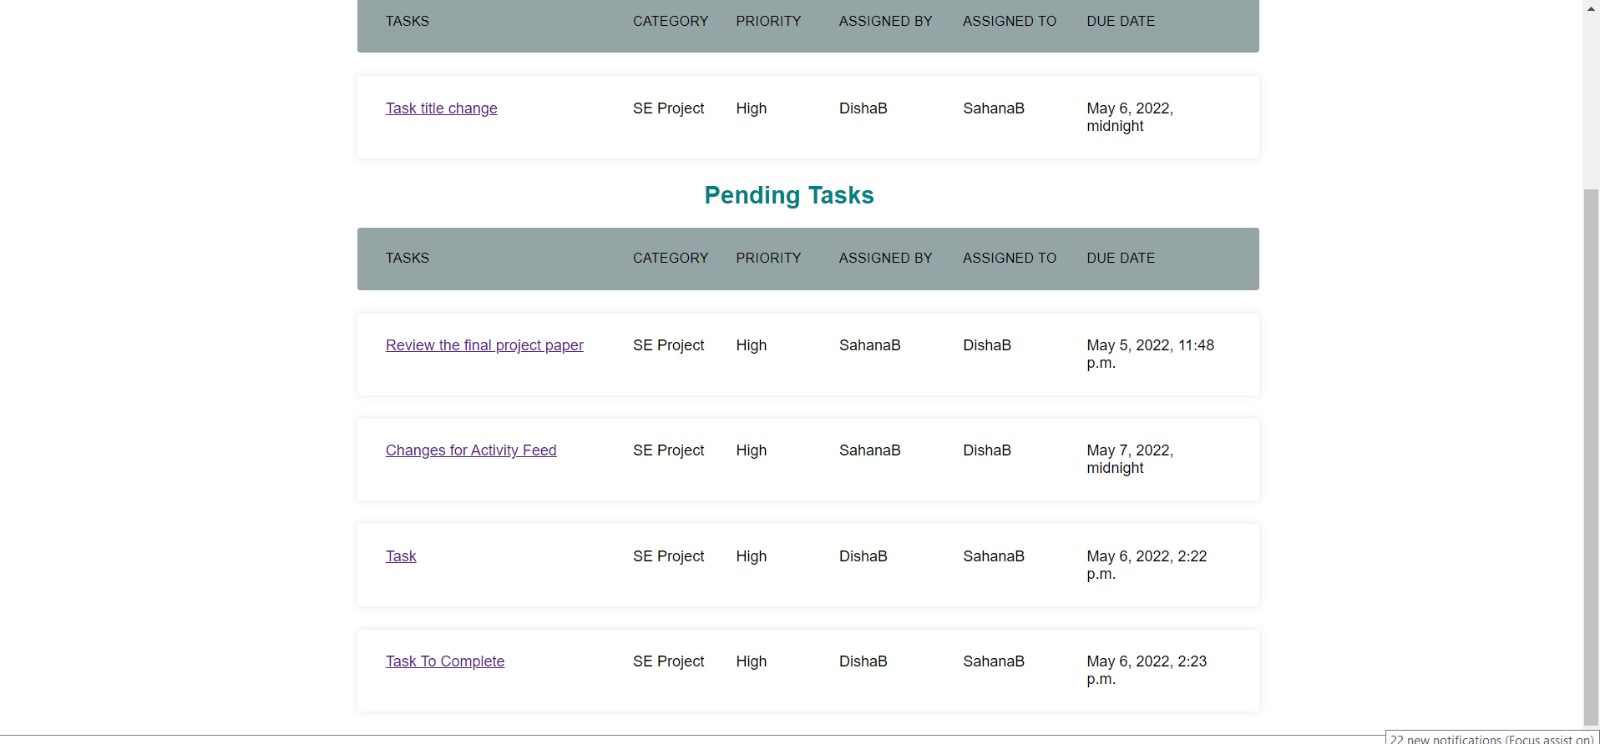 TASKS CATEGORY PRIORITY ASSIGNED BY ASSIGNED TO DUE DATE
Task title change SE Project High DishaB SahanaB May 6, 2022,
midnight
Pending Tasks
TASKS CATEGORY PRIORITY ASSIGNED BY ASSIGNED TO DUE DATE
Review the final project paper SE Project High SahanaB DishaB May 5, 2022, 11:48
p.m.
Changes for Activity Feed SE Project High SahanaB DishaB May 7, 2022,
midnight
Task SE Project High DishaB SahanaB May 6, 2022, 2:22
p.m.
Task To Complete SE Project High DishaB SahanaB May 6, 2022, 2:23
p.m.
22 new notifications (Focus assist on)